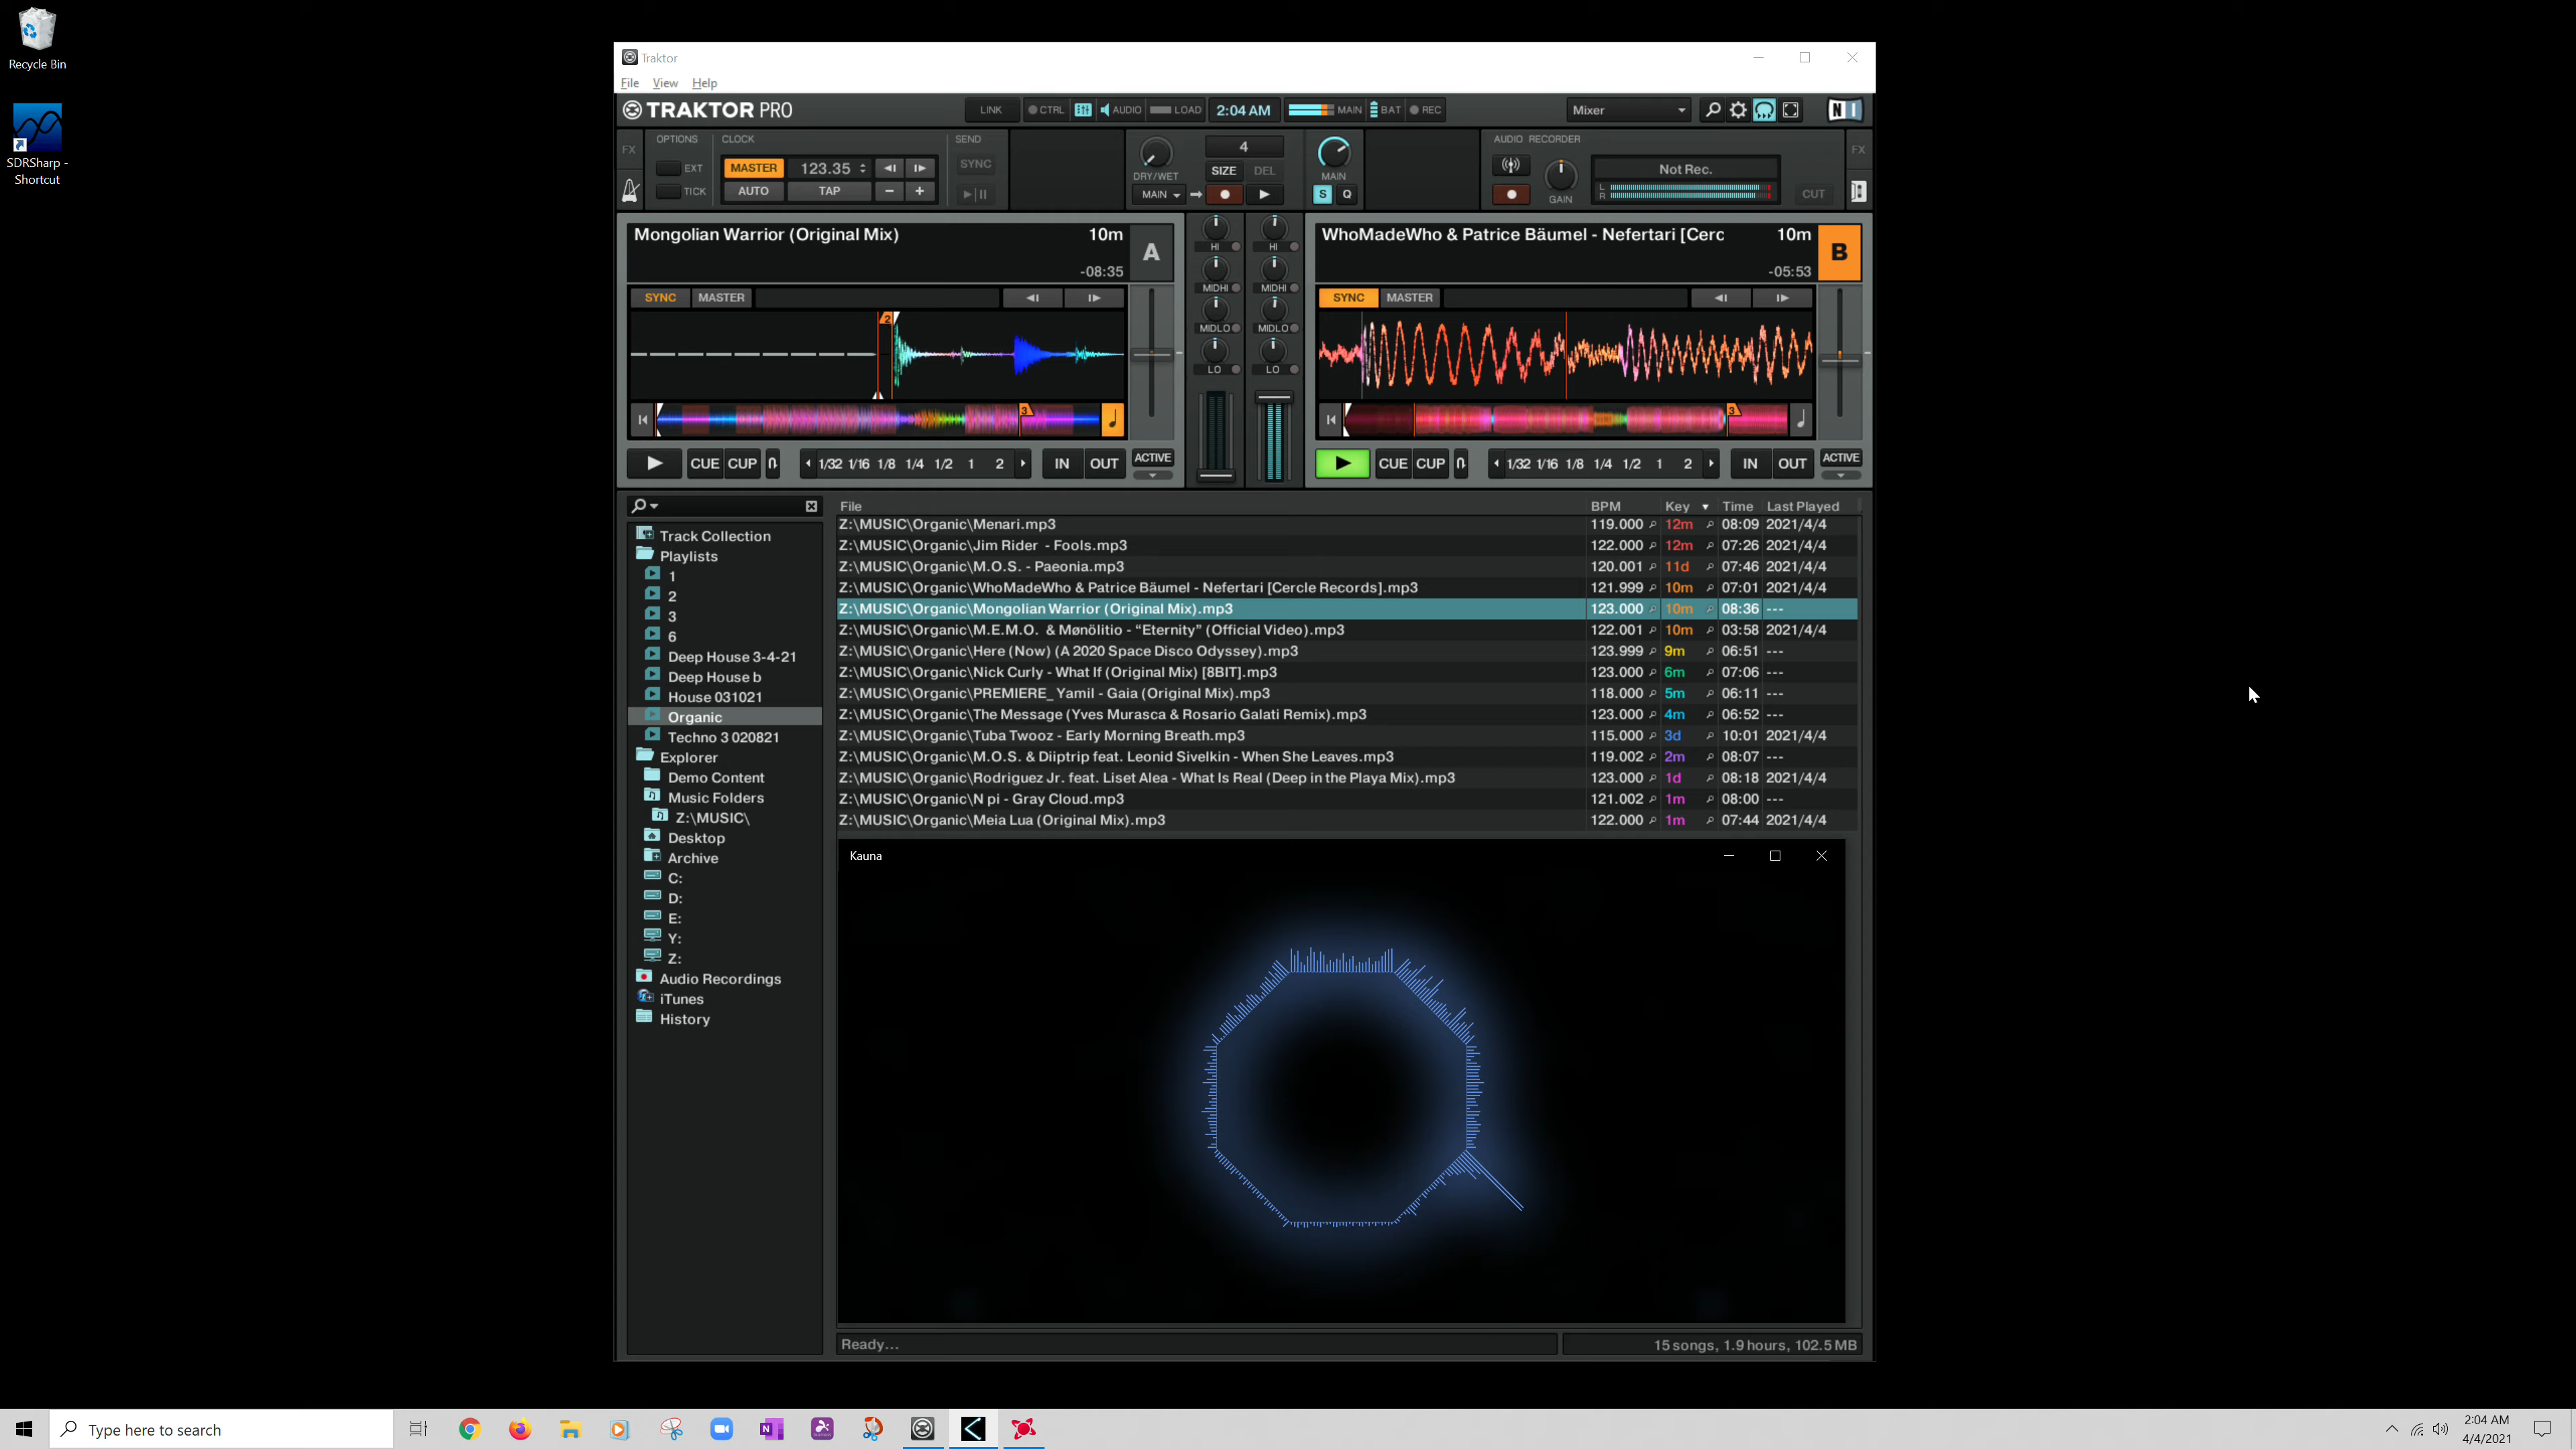 Recycle Bin
SDRSharp -
Shortcut
Traktor
File View Help
TRAKTOR PRO
LINK CTRL AUDIO LOAD 2:04 AM MAIN BAT REC Mixer
FX OPTIONS CLOCK SEND AUDIO RECORDER FX
EXT MASTER 123.35 SYNC 4 MAIN Not Rec.
TICK AUTO TAP - + DRY/WET SIZE DEL L R
MAIN S Q GAIN CUT
Mongolian Warrior (Original Mix) 10m A
-08:35
SYNC MASTER
2
3
CUE CUP 1/32 1/16 1/8 1/4 1/2 1 2 IN OUT ACTIVE
HI HI
MIDHI MIDHI
MIDLO MIDLO
LO LO
WhoMadeWho & Patrice Bäumel - Nefertari [Cerc 10m B
-05:53
SYNC MASTER
3
CUE CUP 1/32 1/16 1/8 1/4 1/2 1 2 IN OUT ACTIVE
Track Collection
Playlists
1
2
3
6
Deep House 3-4-21
Deep House b
House 031021
Organic
Techno 3 020821
Explorer
Demo Content
Music Folders
Z:\MUSIC\
Desktop
Archive
C:
D:
E:
Y:
Z:
Audio Recordings
iTunes
History
File BPM Key Time Last Played
Z:\MUSIC\Organic\Menari.mp3 119.000 12m 08:09 2021/4/4
Z:\MUSIC\Organic\Jim Rider - Fools.mp3 122.000 12m 07:26 2021/4/4
Z:\MUSIC\Organic\M.O.S. - Paeonia.mp3 120.001 11d 07:46 2021/4/4
Z:\MUSIC\Organic\WhoMadeWho & Patrice Bäumel - Nefertari [Cercle Records].mp3 121.999 10m 07:01 2021/4/4
Z:\MUSIC\Organic\Mongolian Warrior (Original Mix).mp3 123.000 10m 08:36 ---
Z:\MUSIC\Organic\M.E.M.O. & Mønölitio - “Eternity” (Official Video).mp3 122.001 10m 03:58 2021/4/4
Z:\MUSIC\Organic\Here (Now) (A 2020 Space Disco Odyssey).mp3 123.999 9m 06:51 ---
Z:\MUSIC\Organic\Nick Curly - What If (Original Mix) [8BIT].mp3 123.000 6m 07:06 ---
Z:\MUSIC\Organic\PREMIERE_ Yamil - Gaia (Original Mix).mp3 118.000 5m 06:11 ---
Z:\MUSIC\Organic\The Message (Yves Murasca & Rosario Galati Remix).mp3 123.000 4m 06:52 ---
Z:\MUSIC\Organic\Tuba Twooz - Early Morning Breath.mp3 115.000 3d 10:01 2021/4/4
Z:\MUSIC\Organic\M.O.S. & Diiptrip feat. Leonid Sivelkin - When She Leaves.mp3 119.002 2m 08:07 ---
Z:\MUSIC\Organic\Rodriguez Jr. feat. Liset Alea - What Is Real (Deep in the Playa Mix).mp3 123.000 1d 08:18 2021/4/4
Z:\MUSIC\Organic\N pi - Gray Cloud.mp3 121.002 1m 08:00 ---
Z:\MUSIC\Organic\Meia Lua (Original Mix).mp3 122.000 1m 07:44 2021/4/4
Kauna
Ready... 15 songs, 1.9 hours, 102.5 MB
Type here to search
2:04 AM
4/4/2021